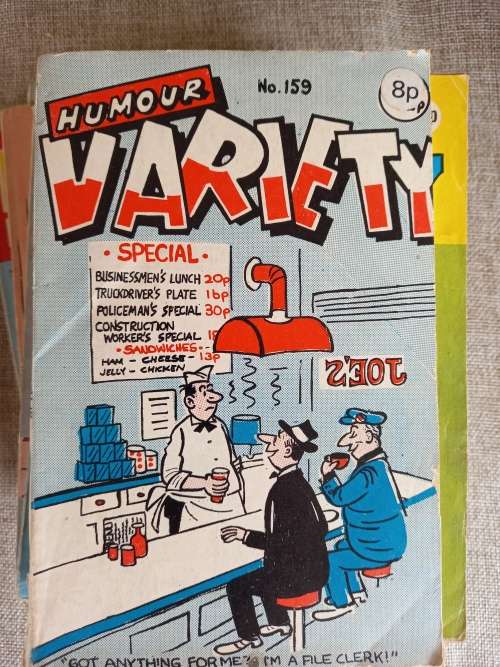 HUMOUR
No. 159
8p
p
VARIETY
• SPECIAL •
BUSINESSMEN'S LUNCH 20p
TRUCKDRIVER'S PLATE 16p
POLICEMAN'S SPECIAL 30p
CONSTRUCTION
WORKER'S SPECIAL
• SANDWICHES •
HAM - CHEESE - 13p
JELLY - CHICKEN
JOE'S
"GOT ANYTHING FOR ME? I'M A FILE CLERK!"